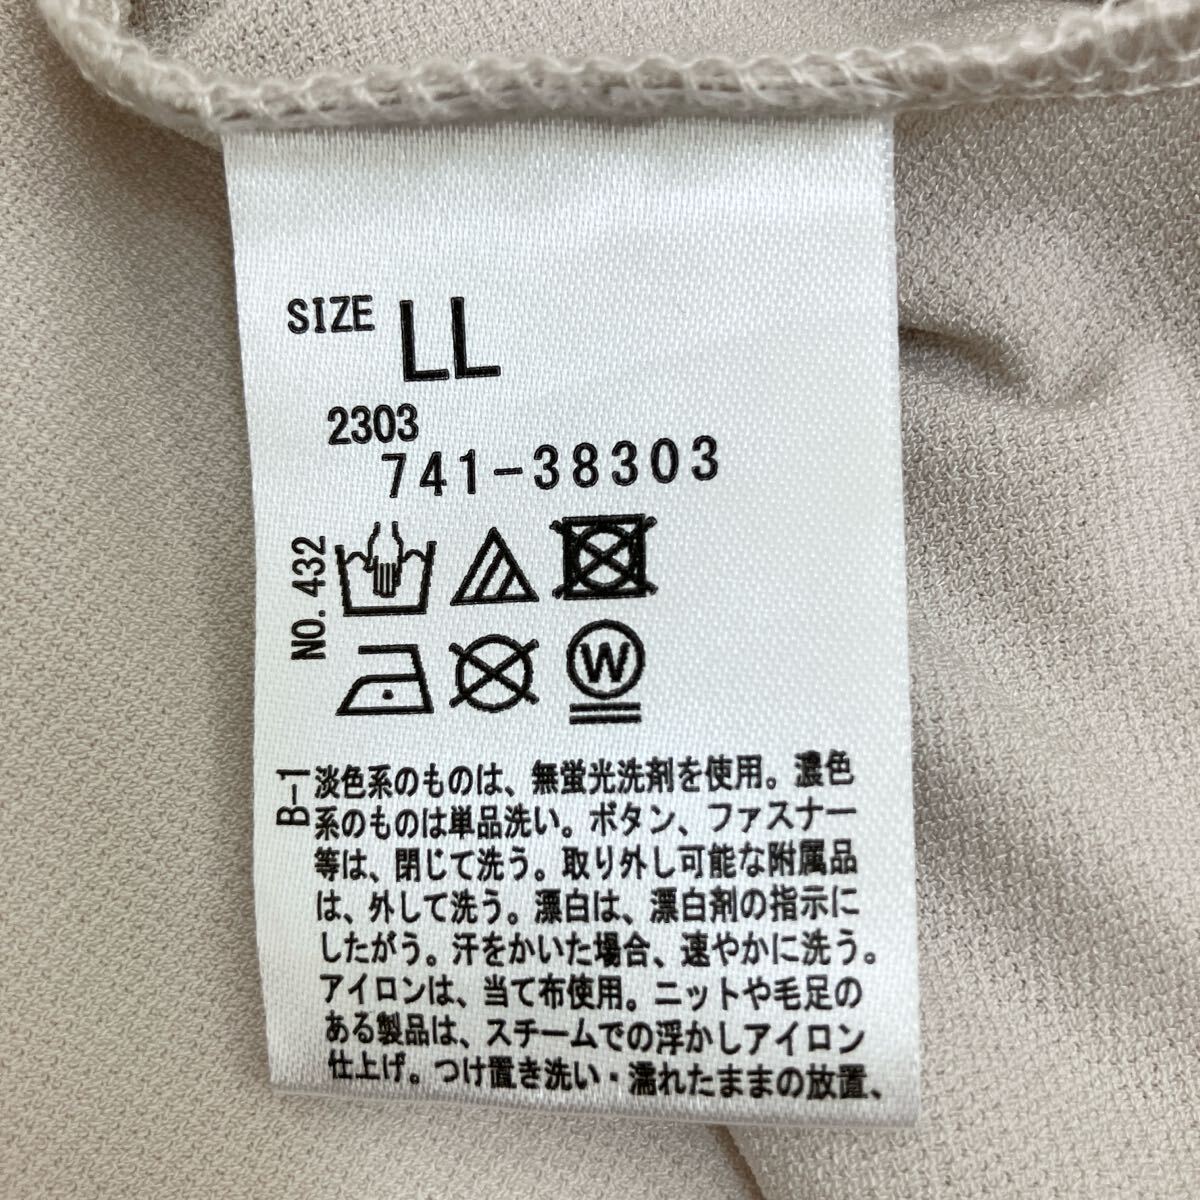 SIZE LL
2303
741-38303
NO. 432
W
B-1
淡色系のものは、無蛍光洗剤を使用。濃色
系のものは単品洗い。ボタン、ファスナー
等は、閉じて洗う。取り外し可能な附属品
は、外して洗う。漂白は、漂白剤の指示に
したがう。汗をかいた場合、速やかに洗う。
アイロンは、当て布使用。ニットや毛足の
ある製品は、スチームでの浮かしアイロン
仕上げ。つけ置き洗い・濡れたままの放置、